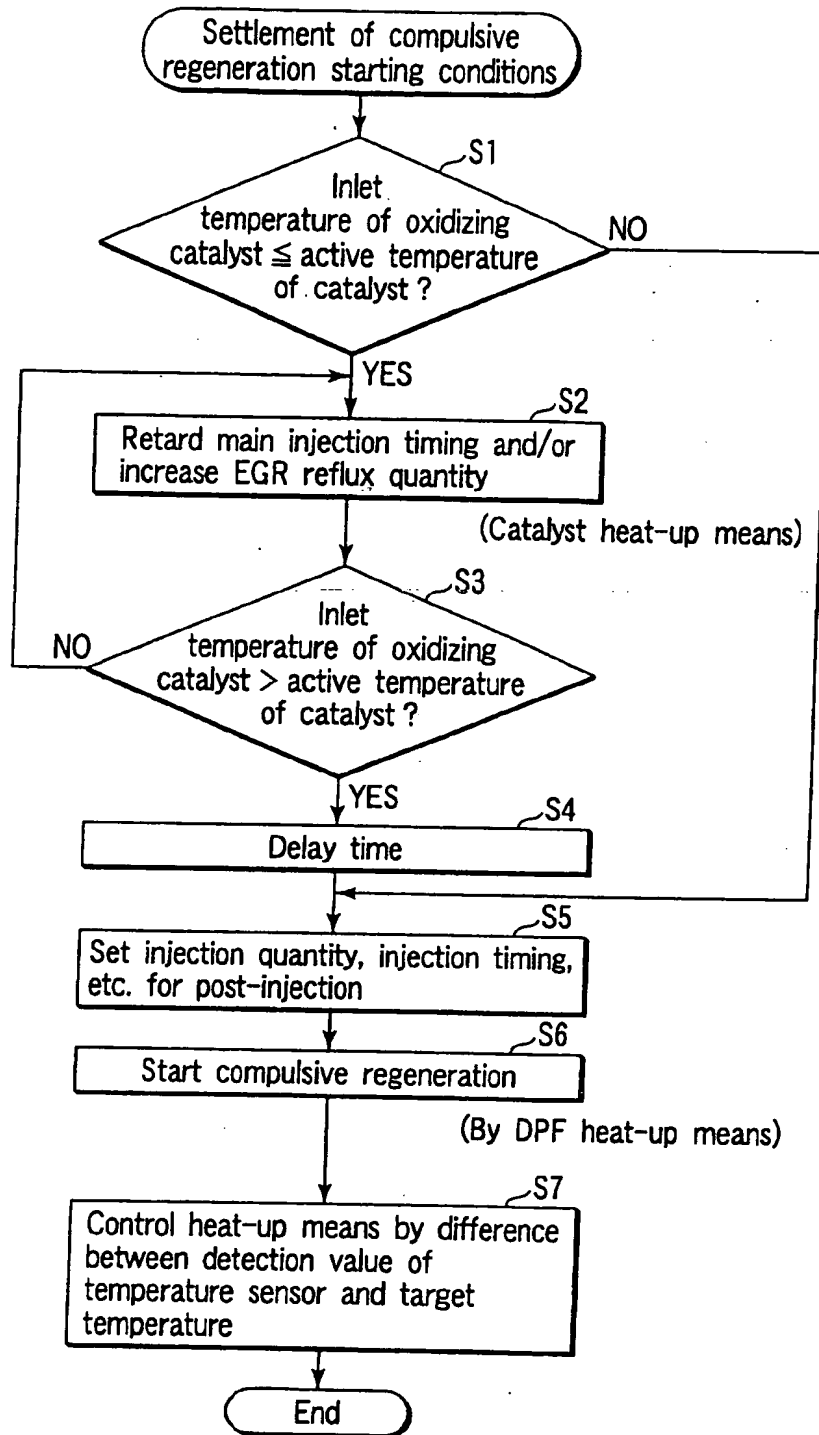 Settlement of compulsive
regeneration starting conditions
S1
Inlet
temperature of oxidizing
catalyst ≦ active temperature
of catalyst ?
NO
YES
S2
Retard main injection timing and/or
increase EGR reflux quantity
(Catalyst heat-up means)
S3
Inlet
temperature of oxidizing
catalyst > active temperature
of catalyst ?
NO
YES
S4
Delay time
S5
Set injection quantity, injection timing,
etc. for post-injection
S6
Start compulsive regeneration
(By DPF heat-up means)
S7
Control heat-up means by difference
between detection value of
temperature sensor and target
temperature
End